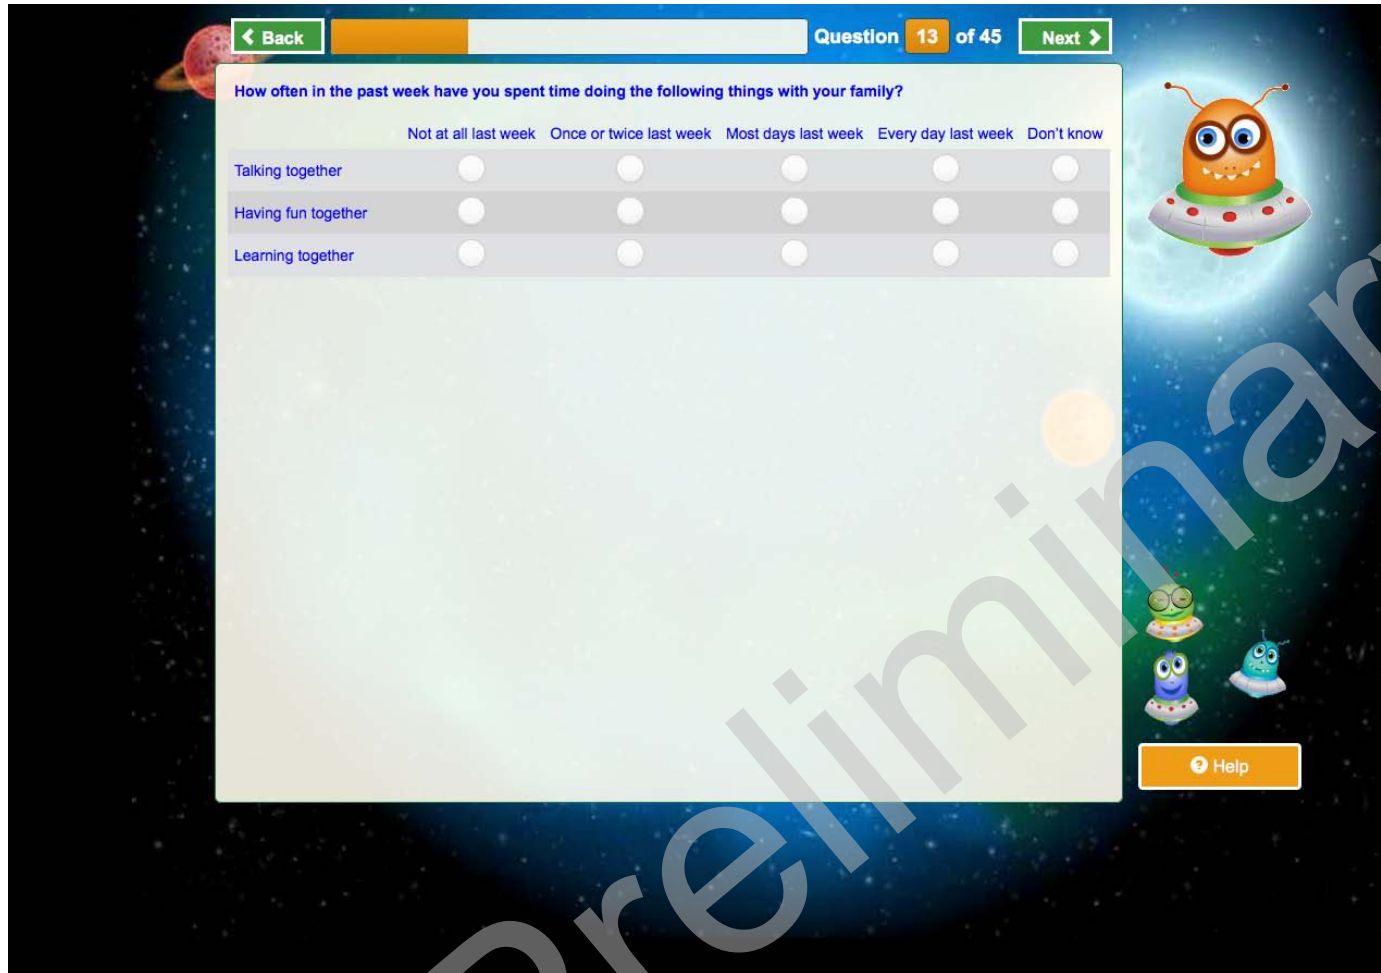 Back
Question 13 of 45
Next
How often in the past week have you spent time doing the following things with your family?
Not at all last week Once or twice last week Most days last week Every day last week Don't know
Talking together
Having fun together
Learning together
Help
Preliminar